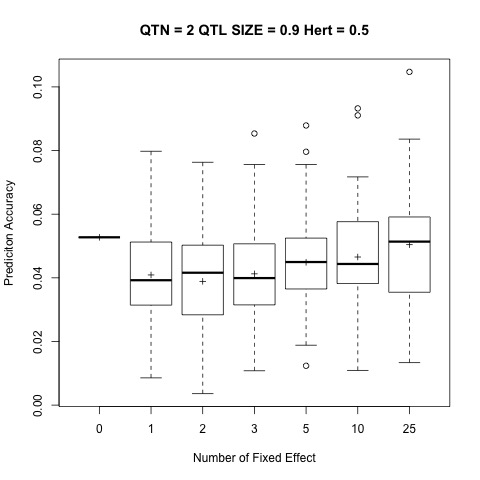 QTN = 2 QTL SIZE = 0.9 Hert = 0.5
Prediciton Accuracy
0.10
0.08
0.06
0.04
0.02
0.00
0 1 2 3 5 10 25
Number of Fixed Effect